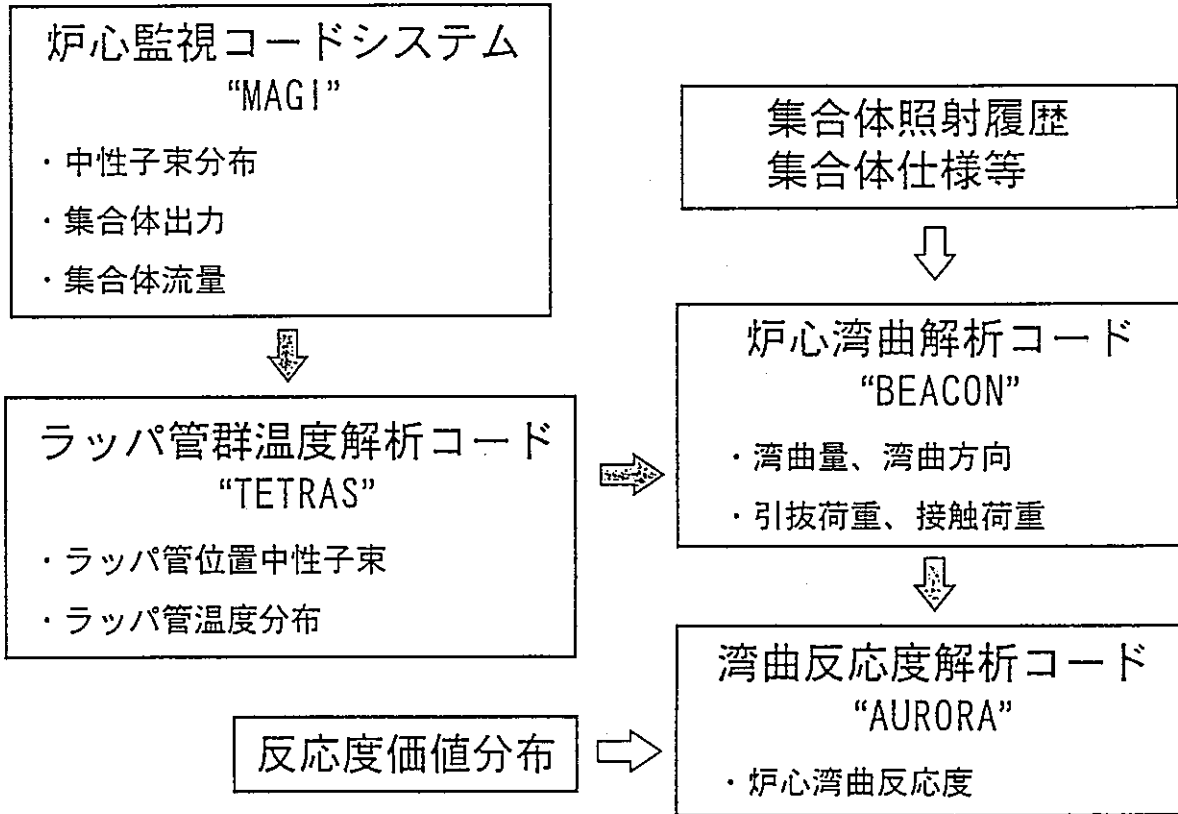 炉心監視コードシステム
“MAGI”
・中性子束分布
・集合体出力
・集合体流量
集合体照射履歴
集合体仕様等
ラッパ管群温度解析コード
“TETRAS”
・ラッパ管位置中性子束
・ラッパ管温度分布
炉心湾曲解析コード
“BEACON”
・湾曲量、湾曲方向
・引抜荷重、接触荷重
反応度価値分布
湾曲反応度解析コード
“AURORA”
・炉心湾曲反応度